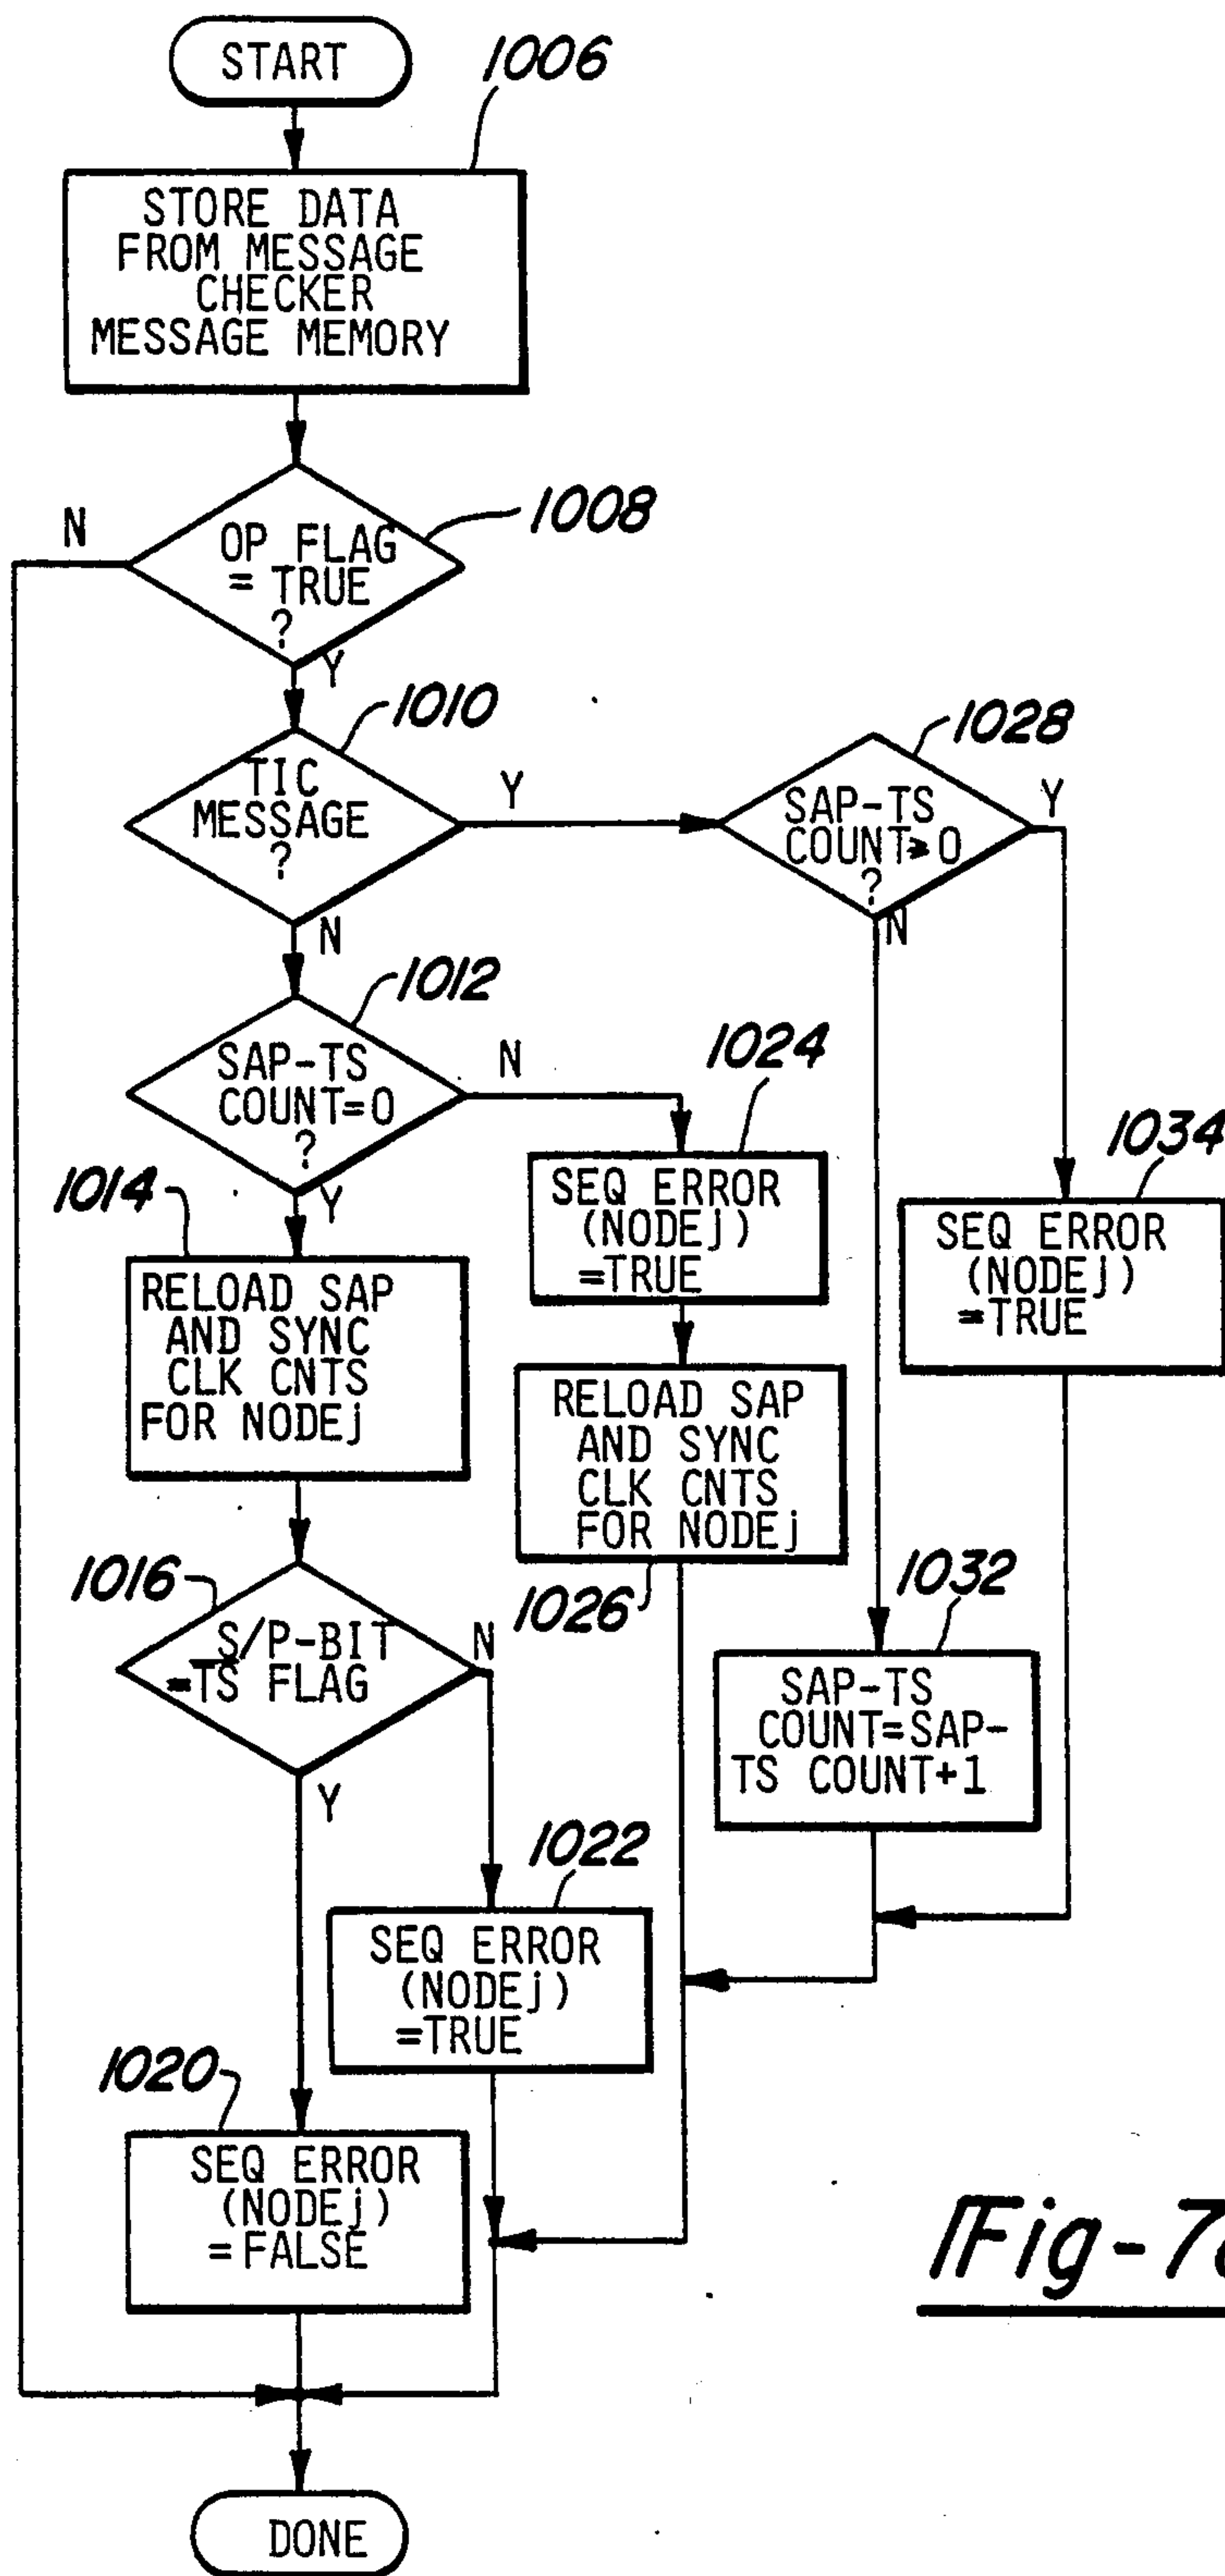 START
1006
STORE DATA
FROM MESSAGE
CHECKER
MESSAGE MEMORY
1008
N
OP FLAG
= TRUE
?
Y
1010
TIC
MESSAGE
?
Y
N
1028
SAP-TS
COUNT≥0
?
Y
N
1012
SAP-TS
COUNT=0
?
N
Y
1024
SEQ ERROR
(NODEj)
=TRUE
1034
SEQ ERROR
(NODEj)
=TRUE
1014
RELOAD SAP
AND SYNC
CLK CNTS
FOR NODEj
RELOAD SAP
AND SYNC
CLK CNTS
FOR NODEj
1026
1016
S/P-BIT
=TS FLAG
N
Y
1032
SAP-TS
COUNT=SAP-
TS COUNT+1
1022
SEQ ERROR
(NODEj)
=TRUE
1020
SEQ ERROR
(NODEj)
=FALSE
DONE